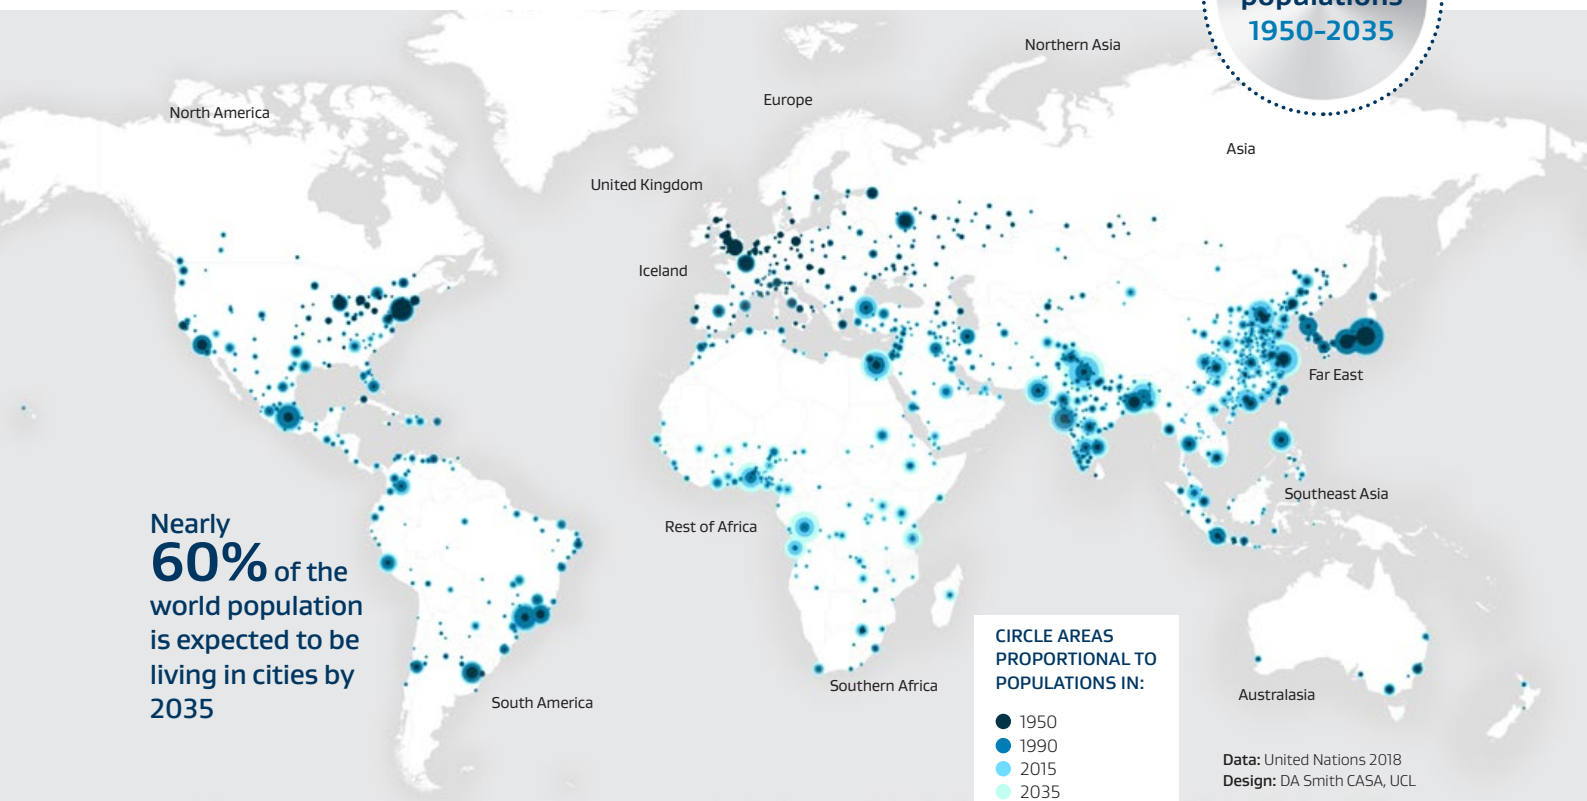 populations
1950-2035
Northern Asia
Europe
North America
Asia
United Kingdom
Iceland
Far East
Southeast Asia
Rest of Africa
Nearly
60% of the
world population
is expected to be
living in cities by
2035
South America
Southern Africa
Australasia
CIRCLE AREAS
PROPORTIONAL TO
POPULATIONS IN:
1950
1990
2015
2035
Data: United Nations 2018
Design: DA Smith CASA, UCL